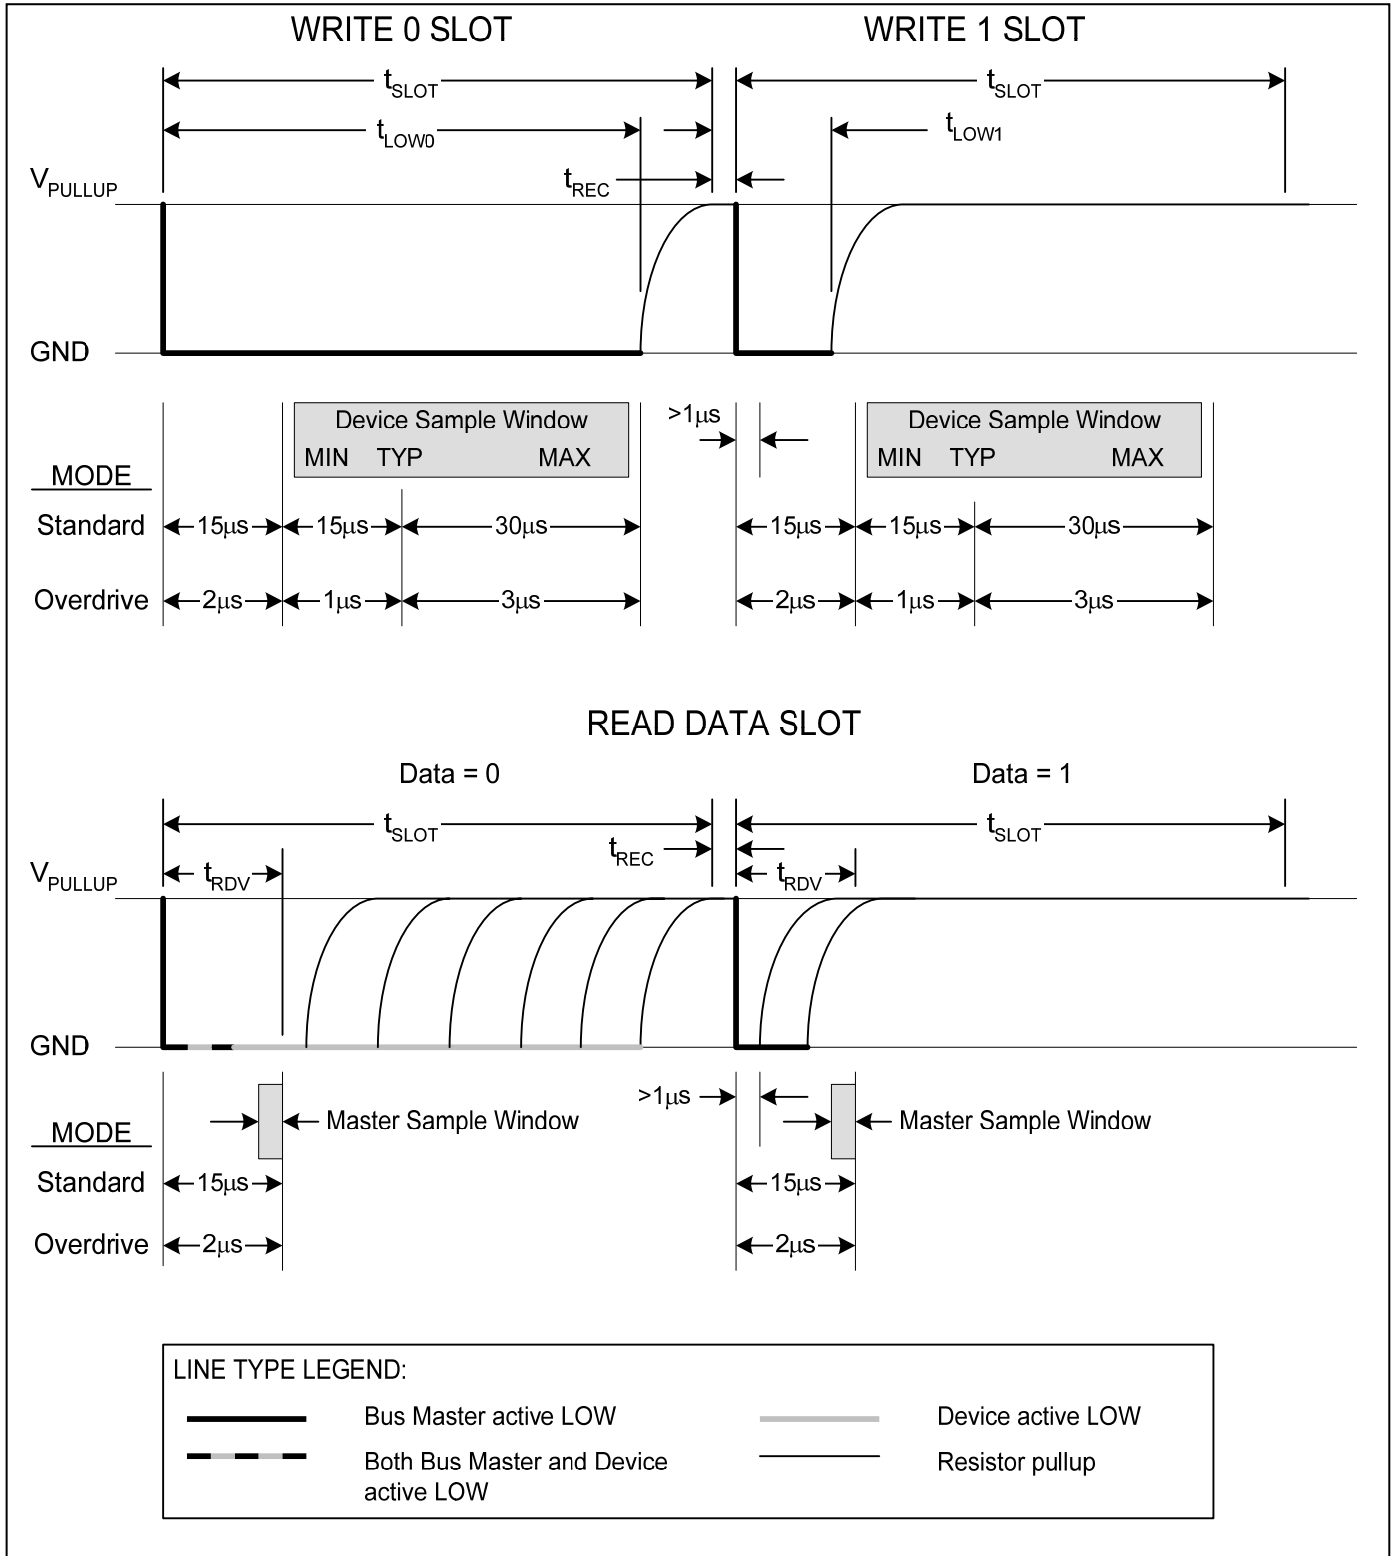 WRITE 0 SLOT WRITE 1 SLOT
tSLOT tSLOT
tLOW0 tLOW1
VPULLUP tREC
GND
Device Sample Window >1μs Device Sample Window
MIN TYP MAX MIN TYP MAX
MODE
Standard 15μs 15μs 30μs 15μs 15μs 30μs
Overdrive 2μs 1μs 3μs 2μs 1μs 3μs
READ DATA SLOT
Data = 0 Data = 1
tSLOT tSLOT
tREC
VPULLUP tRDV tRDV
GND
>1μs
Master Sample Window Master Sample Window
MODE
Standard 15μs 15μs
Overdrive 2μs 2μs
LINE TYPE LEGEND:
Bus Master active LOW Device active LOW
Both Bus Master and Device Resistor pullup
active LOW